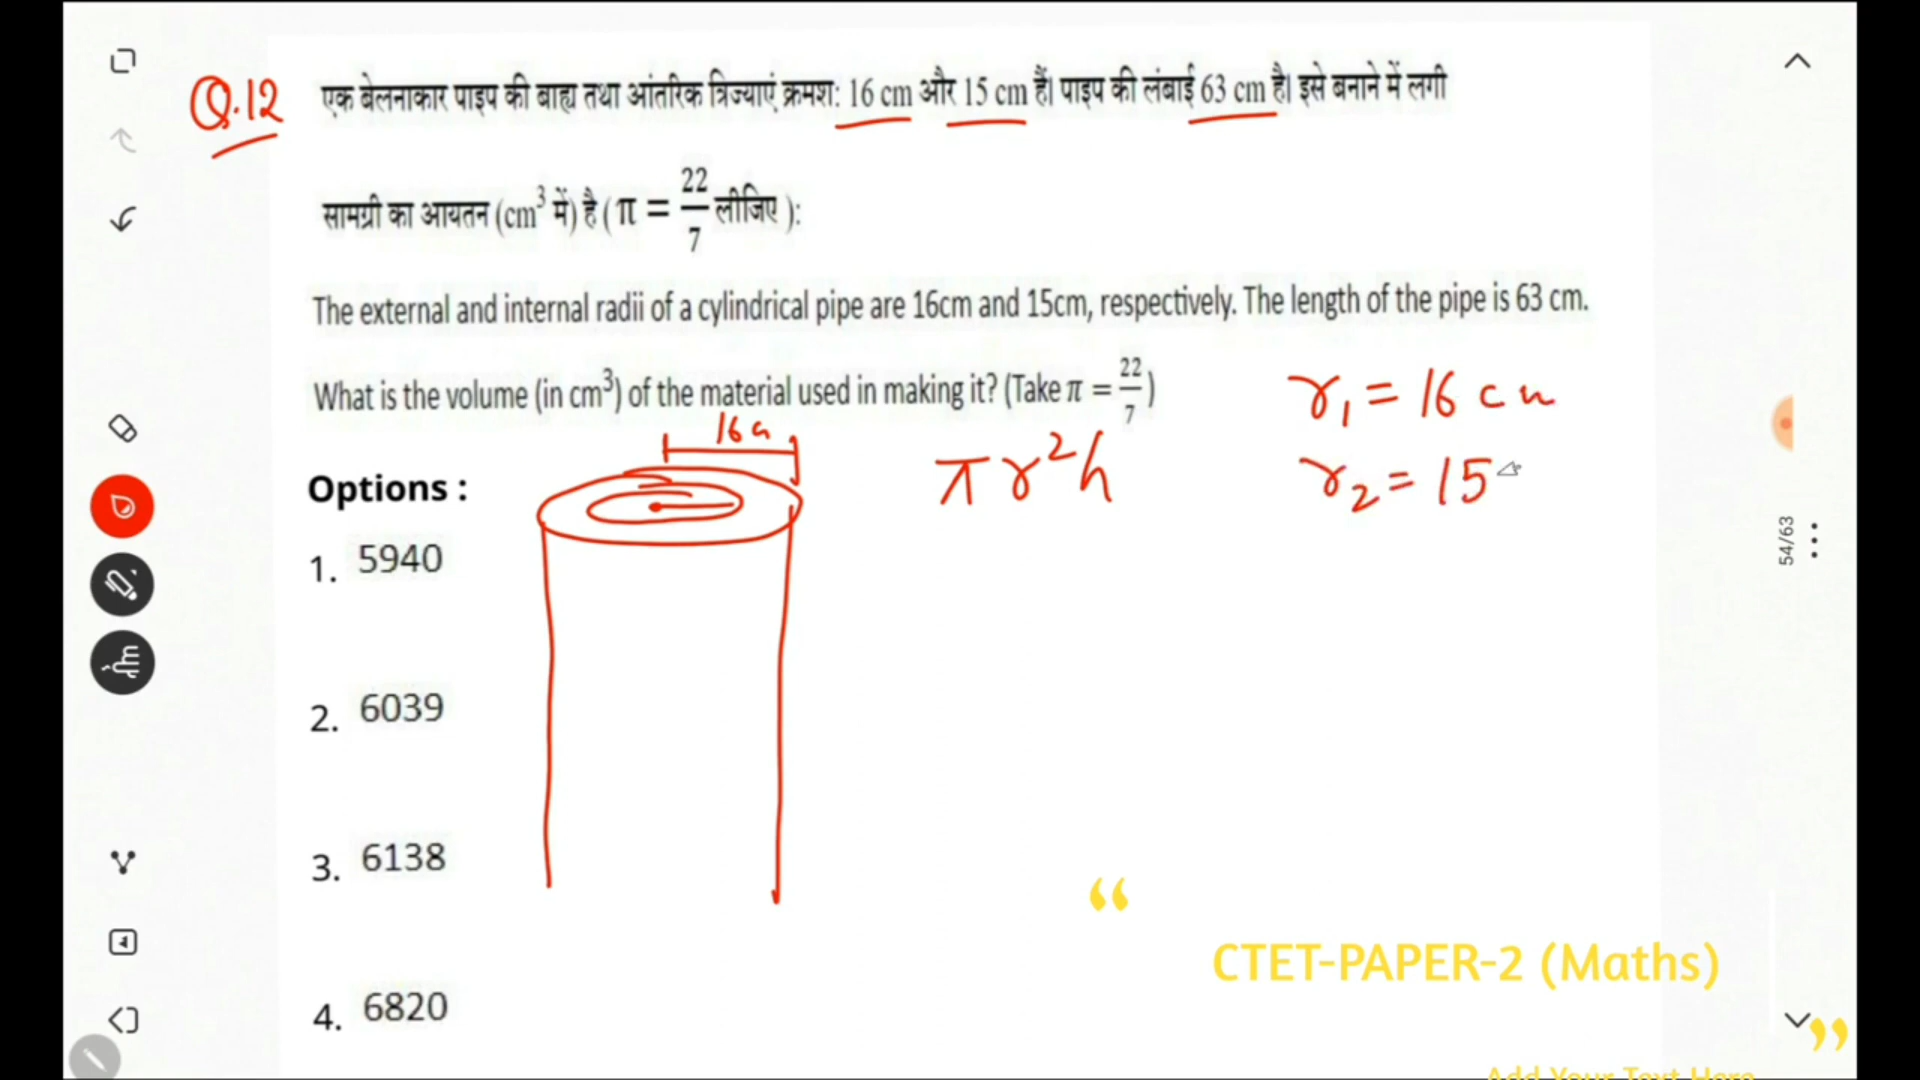 Q.12 एक बेलनाकार पाइप की बाह्य तथा आंतरिक त्रिज्याएं क्रमश: 16 cm और 15 cm हैं। पाइप की लंबाई 63 cm है। इसे बनाने में लगी
सामग्री का आयतन (cm³ में) है ( π = 22/7 लीजिए ):
The external and internal radii of a cylindrical pipe are 16cm and 15cm, respectively. The length of the pipe is 63 cm.
What is the volume (in cm³) of the material used in making it? (Take π = 22/7)
r₁ = 16 cm
16
πr²h
r₂ = 15
Options :
1. 5940
2. 6039
3. 6138
4. 6820
54/63
“
CTET-PAPER-2 (Maths)
”
Add Your Text Here